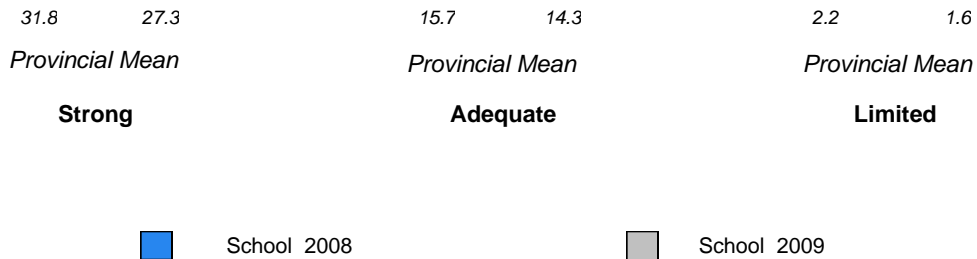 31.8 27.3 15.7 14.3 2.2 1.6
Provincial Mean Provincial Mean Provincial Mean
Strong Adequate Limited
School 2008 School 2009